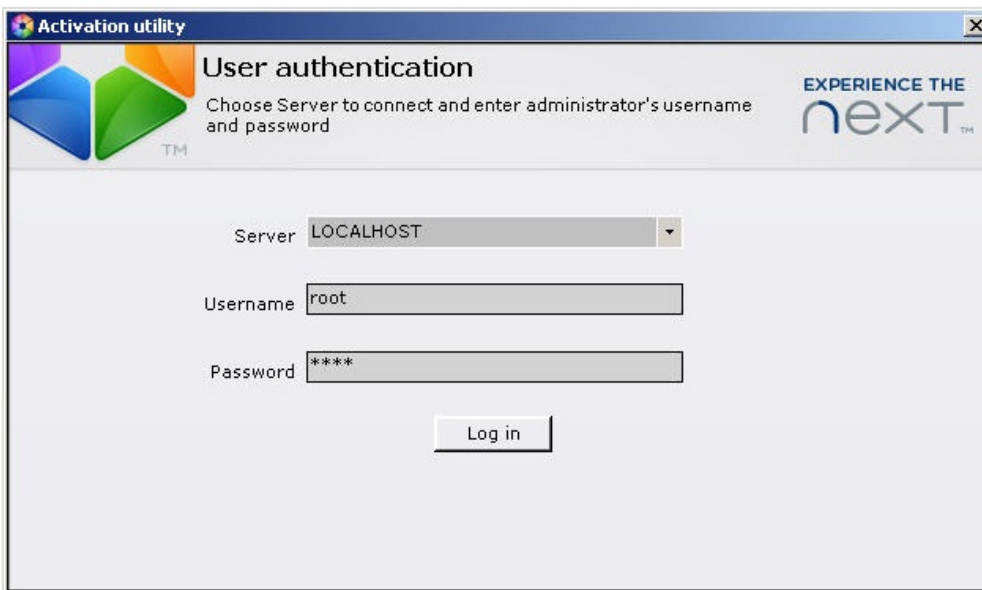 Activation utility
User authentication
Choose Server to connect and enter administrator's username
and password
TM
EXPERIENCE THE
next™
Server LOCALHOST
Username root
Password ****
Log in